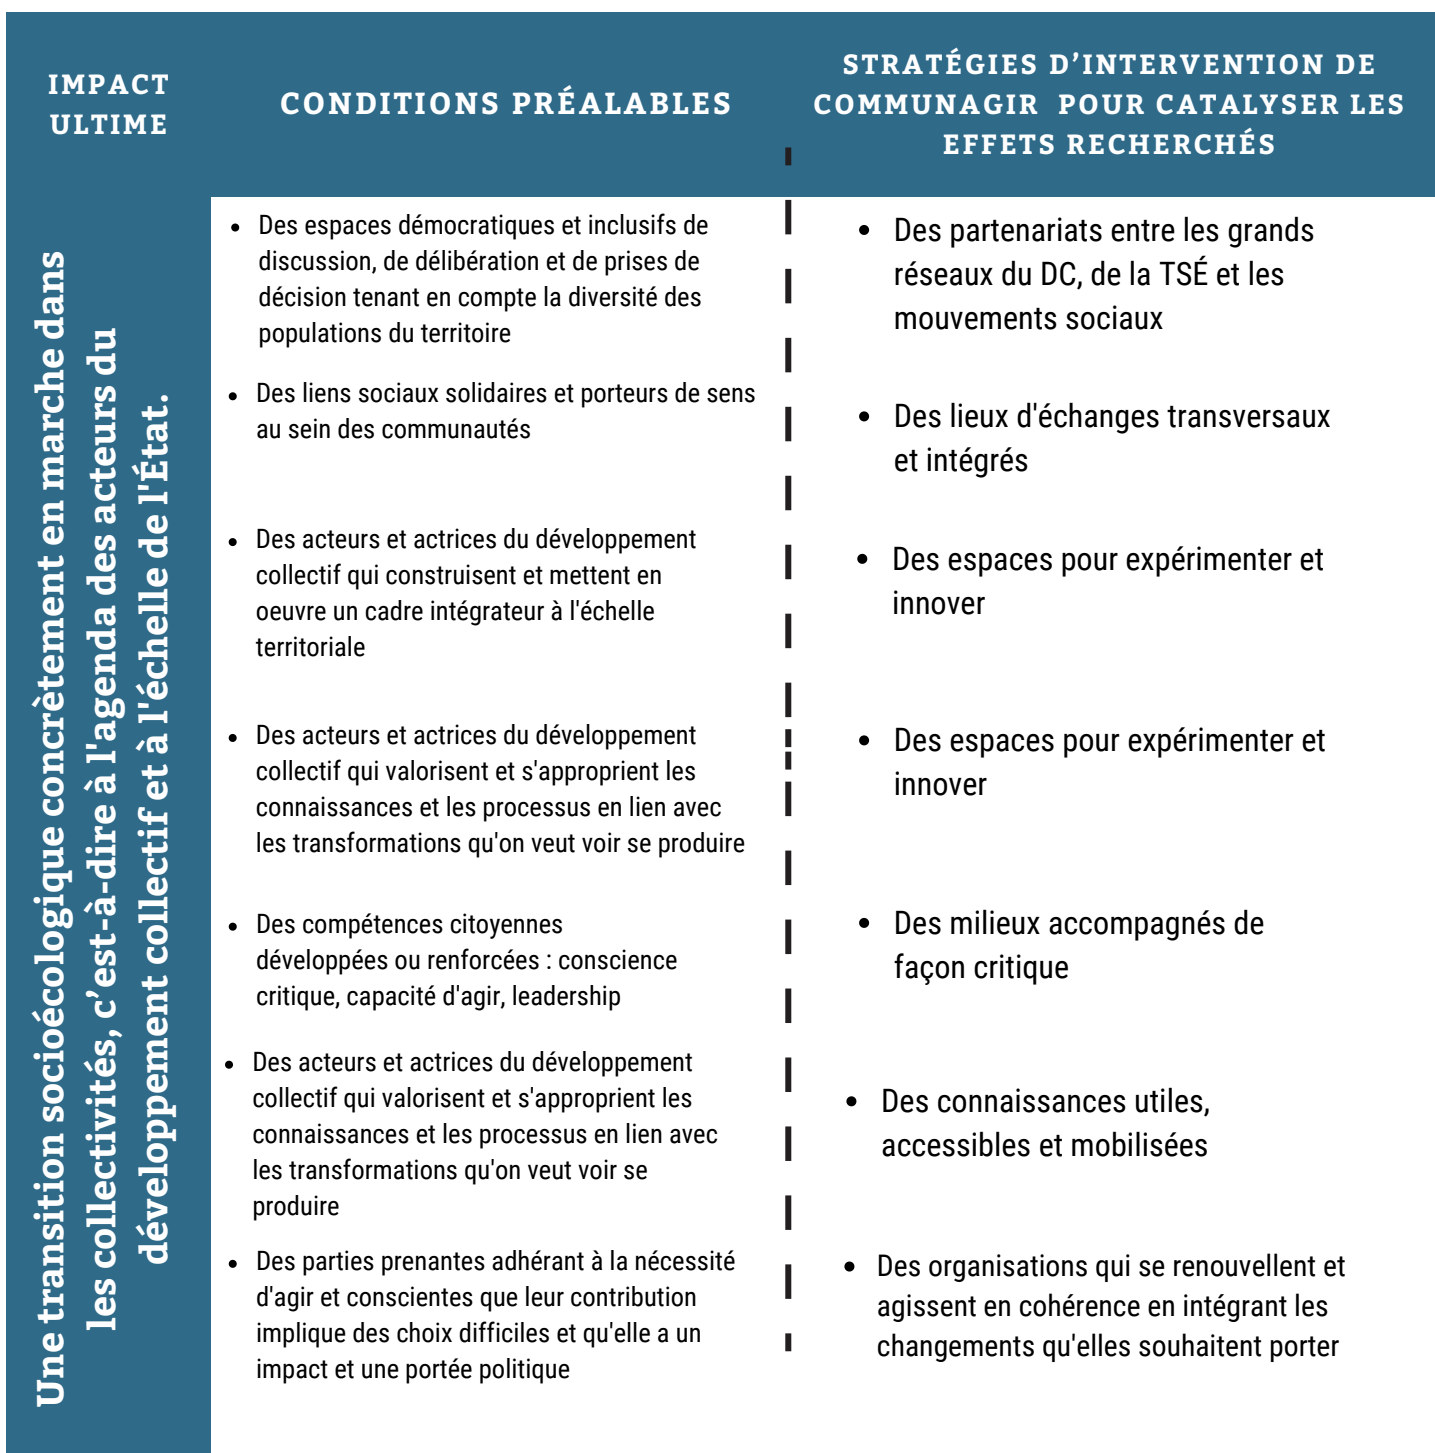 IMPACT
ULTIME
CONDITIONS PRÉALABLES
STRATÉGIES D’INTERVENTION DE
COMMUNAGIR POUR CATALYSER LES
EFFETS RECHERCHÉS
Une transition socioécologique concrètement en marche dans
les collectivités, c’est-à-dire à l'agenda des acteurs du
développement collectif et à l'échelle de l'État.
• Des espaces démocratiques et inclusifs de
discussion, de délibération et de prises de
décision tenant en compte la diversité des
populations du territoire
• Des liens sociaux solidaires et porteurs de sens
au sein des communautés
• Des acteurs et actrices du développement
collectif qui construisent et mettent en
oeuvre un cadre intégrateur à l'échelle
territoriale
• Des acteurs et actrices du développement
collectif qui valorisent et s'approprient les
connaissances et les processus en lien avec
les transformations qu'on veut voir se produire
• Des compétences citoyennes
développées ou renforcées : conscience
critique, capacité d'agir, leadership
• Des acteurs et actrices du développement
collectif qui valorisent et s'approprient les
connaissances et les processus en lien avec
les transformations qu'on veut voir se
produire
• Des parties prenantes adhérant à la nécessité
d'agir et conscientes que leur contribution
implique des choix difficiles et qu'elle a un
impact et une portée politique
• Des partenariats entre les grands
réseaux du DC, de la TSÉ et les
mouvements sociaux
• Des lieux d'échanges transversaux
et intégrés
• Des espaces pour expérimenter et
innover
• Des espaces pour expérimenter et
innover
• Des milieux accompagnés de
façon critique
• Des connaissances utiles,
accessibles et mobilisées
• Des organisations qui se renouvellent et
agissent en cohérence en intégrant les
changements qu'elles souhaitent porter